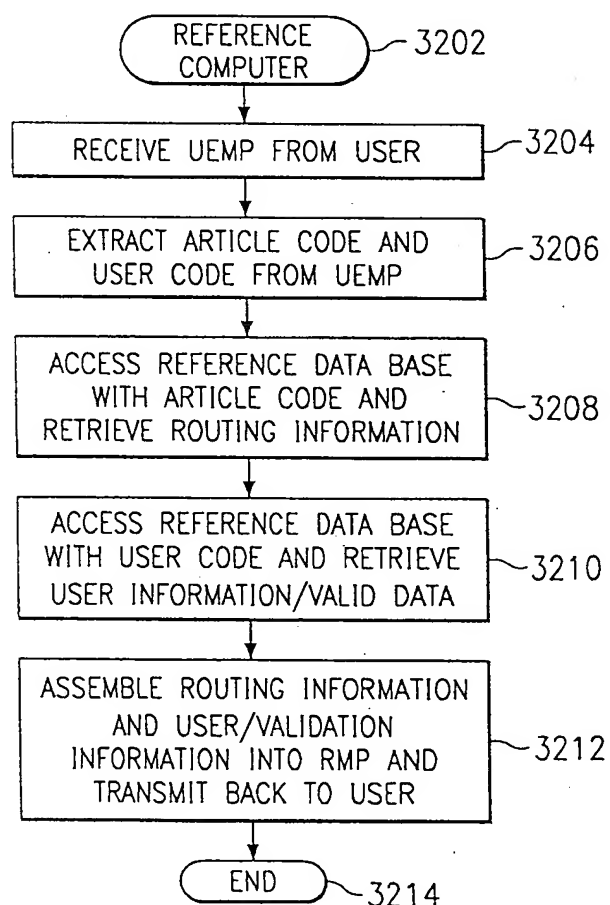 REFERENCE
COMPUTER
3202
RECEIVE UEMP FROM USER
3204
EXTRACT ARTICLE CODE AND
USER CODE FROM UEMP
3206
ACCESS REFERENCE DATA BASE
WITH ARTICLE CODE AND
RETRIEVE ROUTING INFORMATION
3208
ACCESS REFERENCE DATA BASE
WITH USER CODE AND RETRIEVE
USER INFORMATION/VALID DATA
3210
ASSEMBLE ROUTING INFORMATION
AND USER/VALIDATION
INFORMATION INTO RMP AND
TRANSMIT BACK TO USER
3212
END
3214